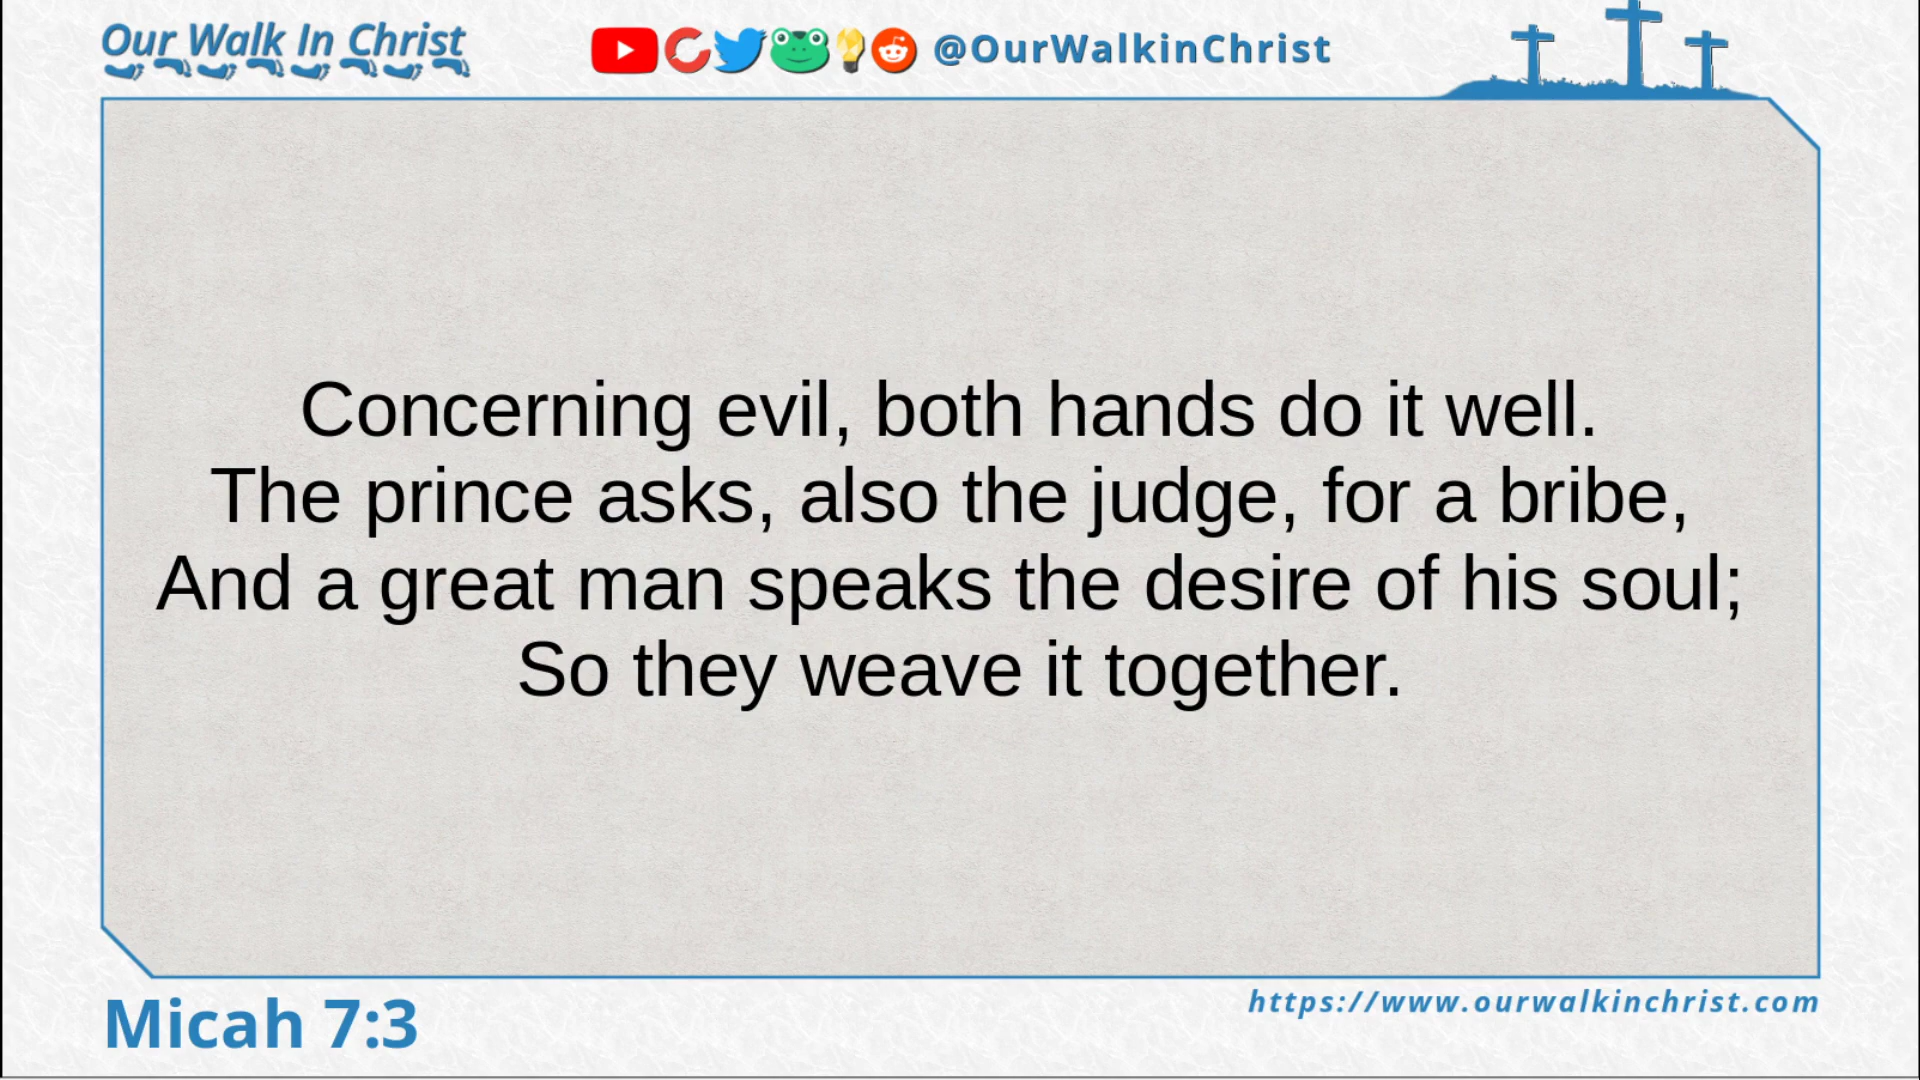 Our Walk In Christ
@OurWalkinChrist
Concerning evil, both hands do it well.
The prince asks, also the judge, for a bribe,
And a great man speaks the desire of his soul;
So they weave it together.
Micah 7:3
https://www.ourwalkinchrist.com